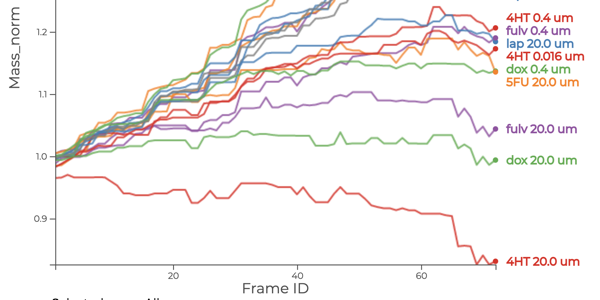 Mass_norm
1.2
1.1
1.0
0.9
4HT 0.4 um
fulv 0.4 um
lap 20.0 um
4HT 0.016 um
dox 0.4 um
5FU 20.0 um
fulv 20.0 um
dox 20.0 um
4HT 20.0 um
20
40
60
Frame ID